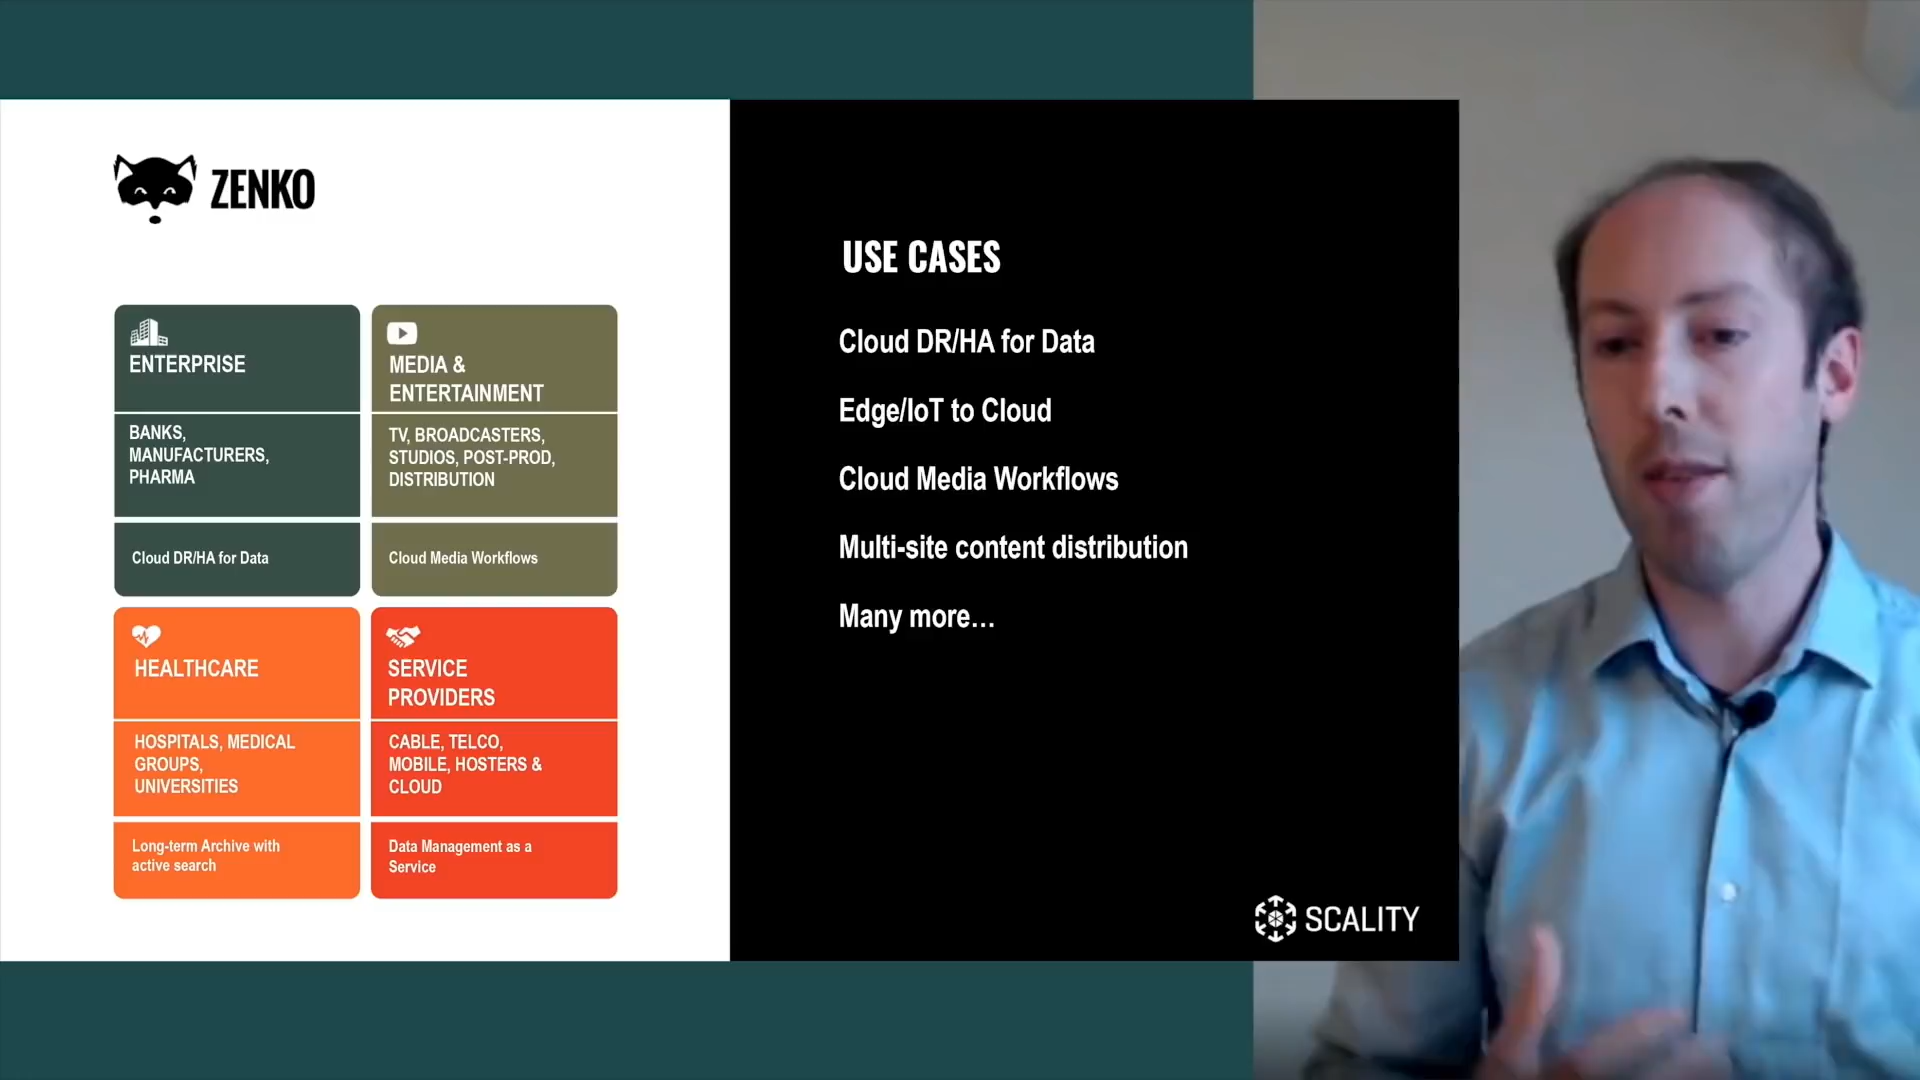 ZENKO
ENTERPRISE
BANKS,
MANUFACTURERS,
PHARMA
Cloud DR/HA for Data
MEDIA &
ENTERTAINMENT
TV, BROADCASTERS,
STUDIOS, POST-PROD,
DISTRIBUTION
Cloud Media Workflows
HEALTHCARE
HOSPITALS, MEDICAL
GROUPS,
UNIVERSITIES
Long-term Archive with
active search
SERVICE
PROVIDERS
CABLE, TELCO,
MOBILE, HOSTERS &
CLOUD
Data Management as a
Service
USE CASES
Cloud DR/HA for Data
Edge/IoT to Cloud
Cloud Media Workflows
Multi-site content distribution
Many more...
SCALITY